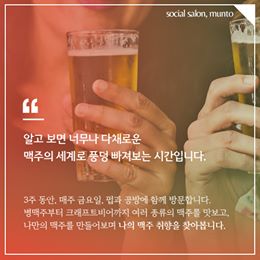 social salon, munto
“
알고 보면 너무나 다채로운
맥주의 세계로 풍덩 빠져보는 시간입니다.
3주 동안, 매주 금요일, 펍과 공방에 함께 방문합니다.
병맥주부터 크래프트비어까지 여러 종류의 맥주를 맛보고,
나만의 맥주를 만들어보며 나의 맥주 취향을 찾아봅니다.